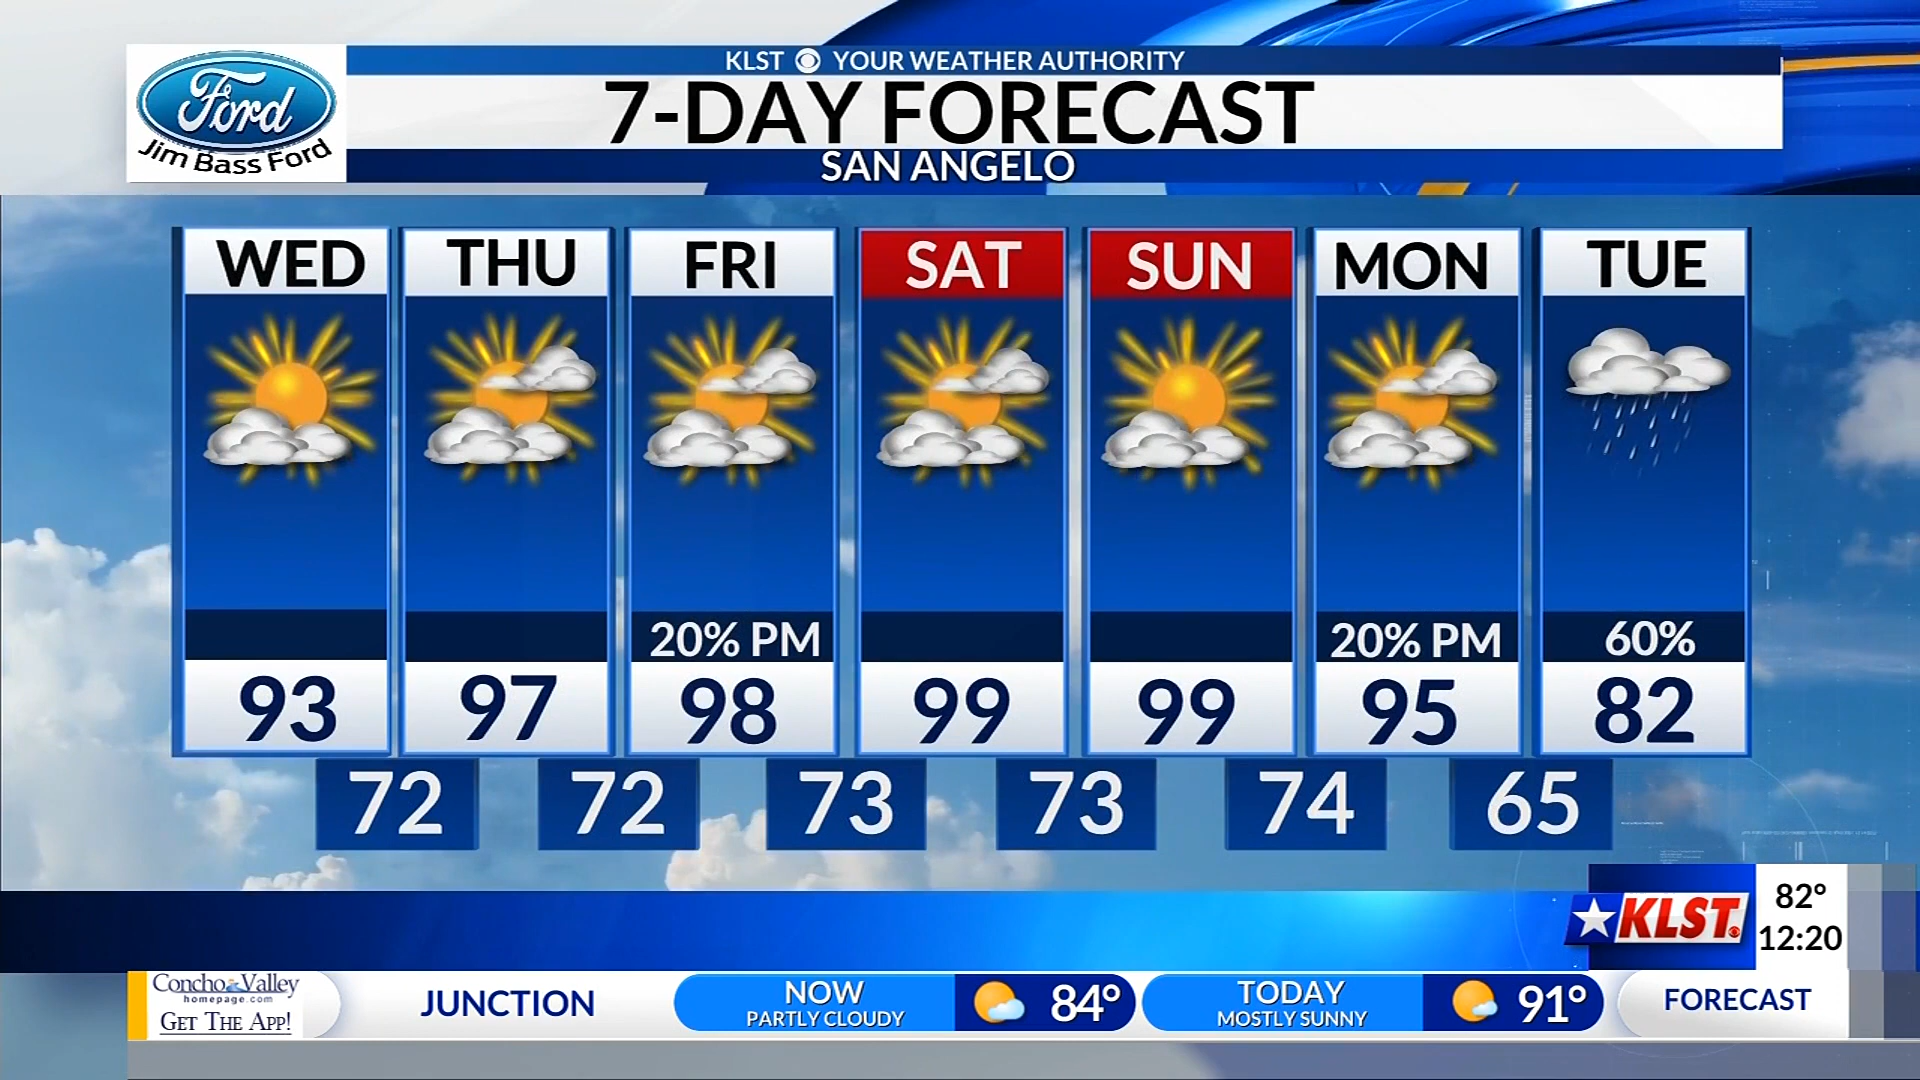 Ford
Jim Bass Ford
KLST YOUR WEATHER AUTHORITY
7-DAY FORECAST
SAN ANGELO
WED THU FRI SAT SUN MON TUE
20% PM 20% PM 60%
93 97 98 99 99 95 82
72 72 73 73 74 65
KLST
82°
12:20
Concho Valley
homepage.com
GET THE APP!
JUNCTION
NOW
PARTLY CLOUDY
84°
TODAY
MOSTLY SUNNY
91°
FORECAST